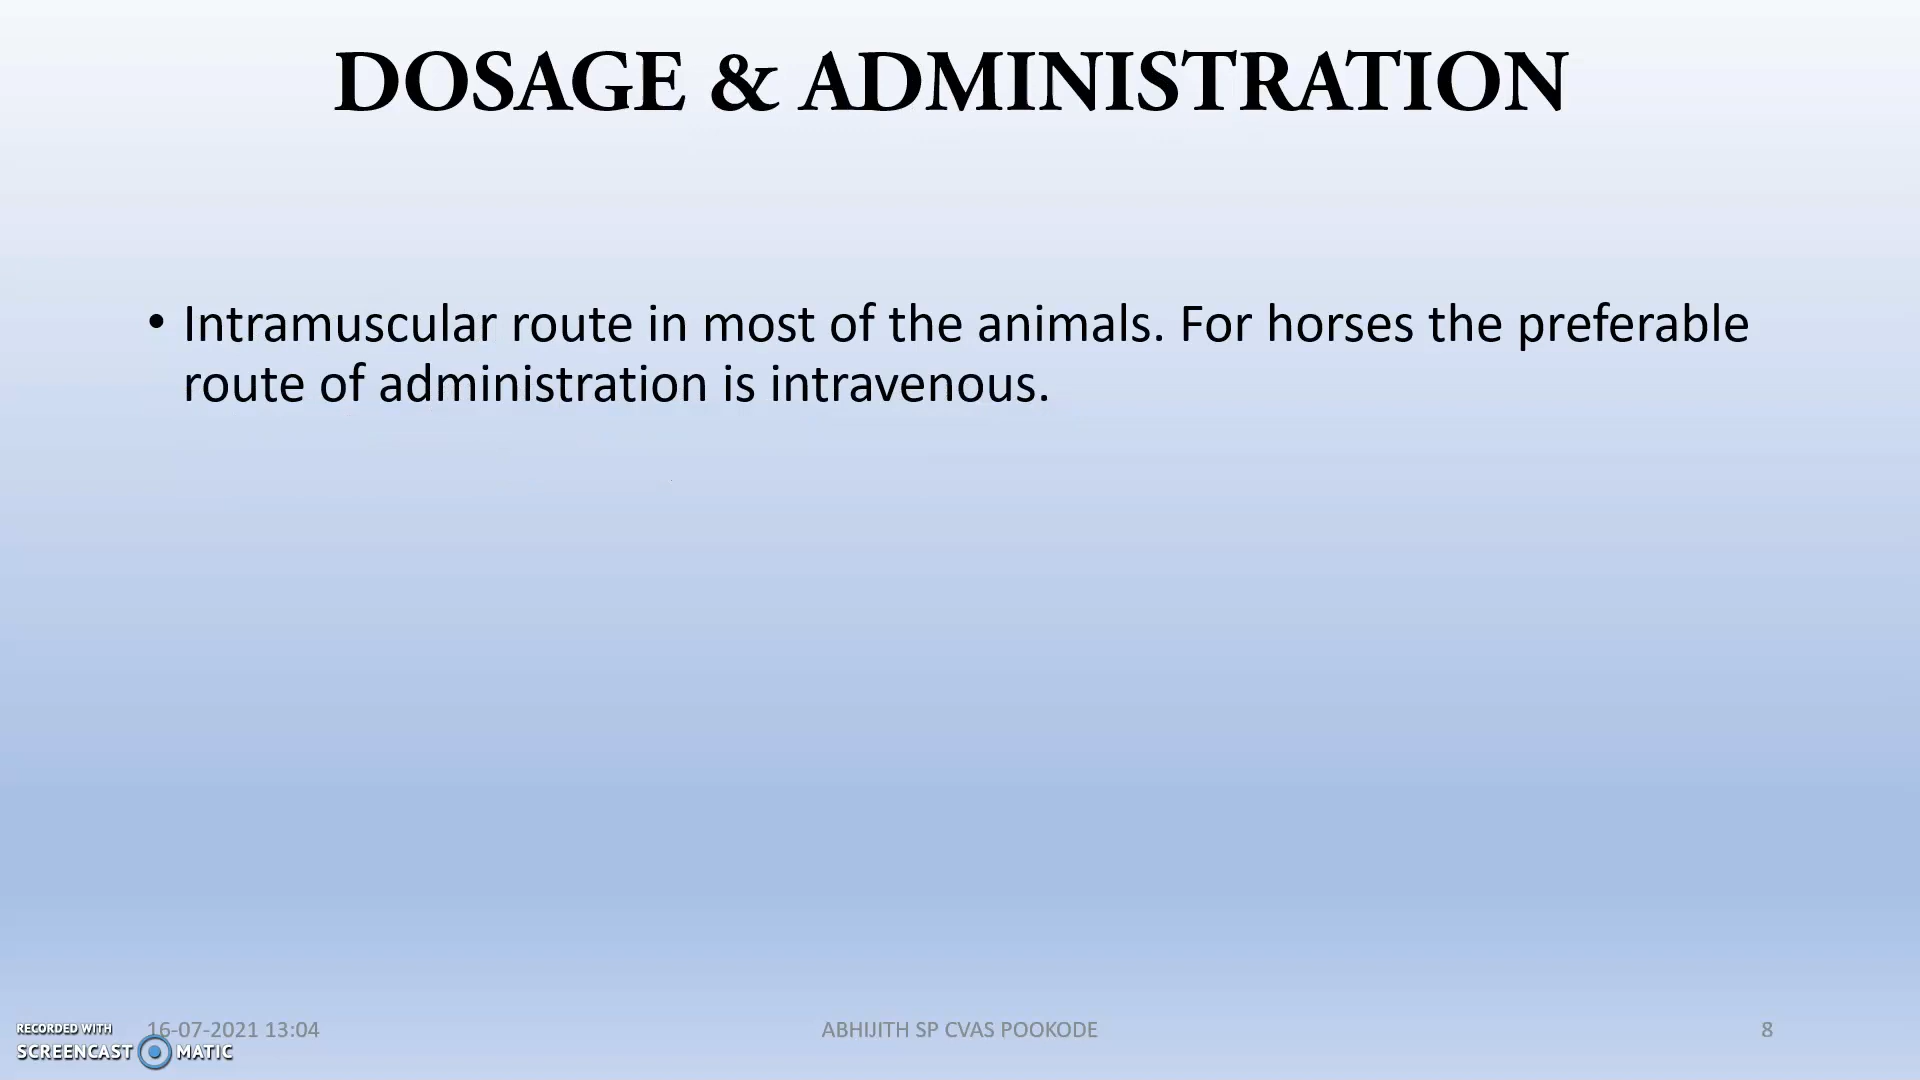 DOSAGE & ADMINISTRATION
• Intramuscular route in most of the animals. For horses the preferable
route of administration is intravenous.
RECORDED WITH
SCREENCAST MATIC
16-07-2021 13:04
ABHIJITH SP CVAS POOKODE
8